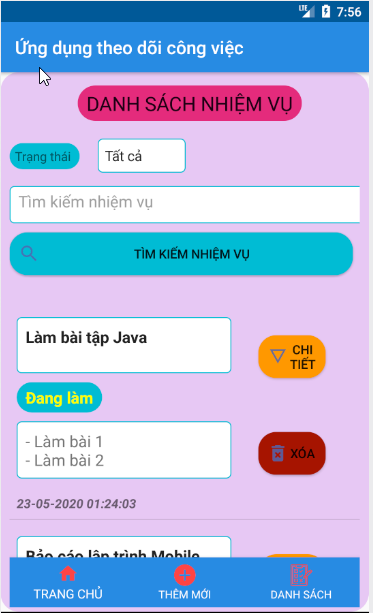 LTE 7:56
Ứng dụng theo dõi công việc
DANH SÁCH NHIỆM VỤ
Trạng thái Tất cả
Tìm kiếm nhiệm vụ
TÌM KIẾM NHIỆM VỤ
Làm bài tập Java
CHI
TIẾT
Đang làm
- Làm bài 1
- Làm bài 2
XÓA
23-05-2020 01:24:03
Báo cáo lập trình Mobile
TRANG CHỦ THÊM MỚI DANH SÁCH